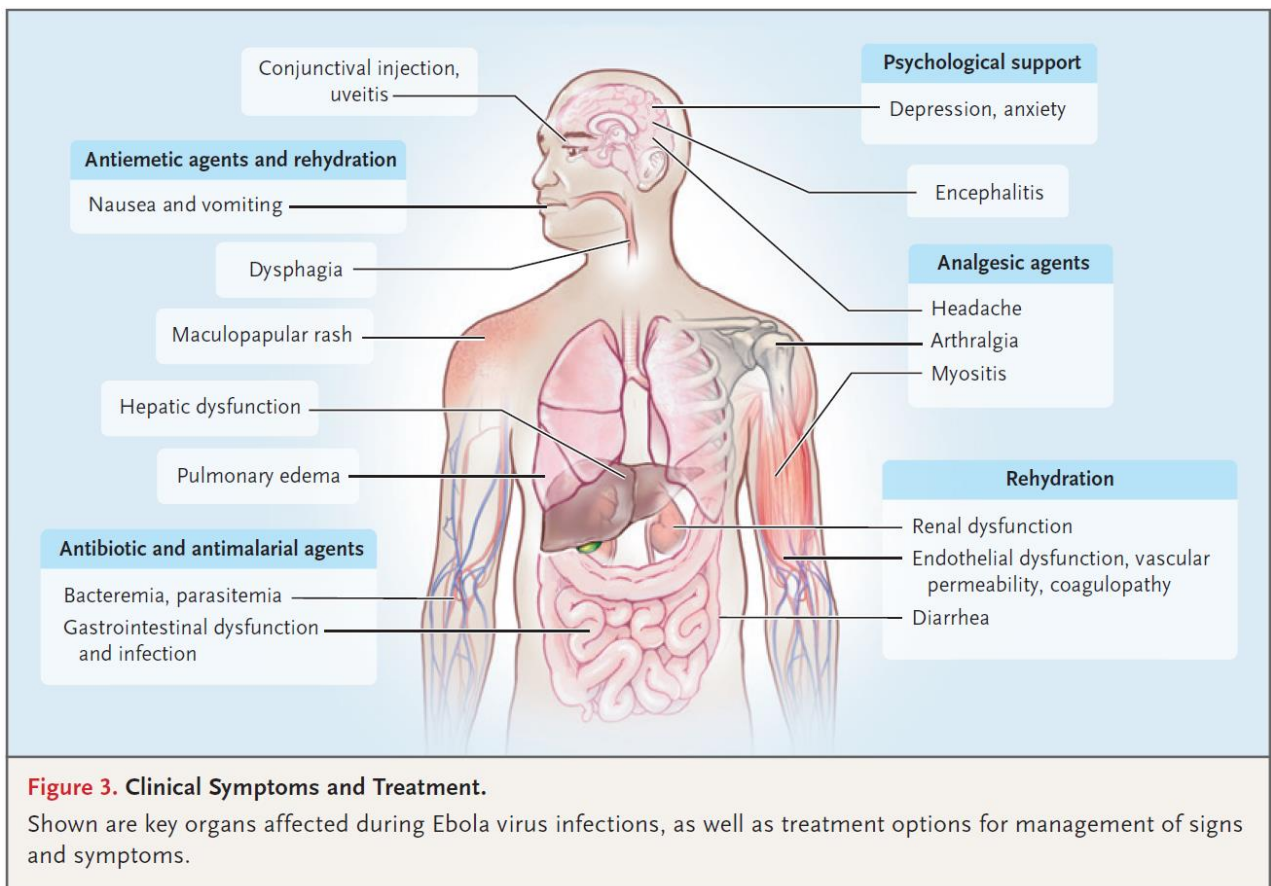 Conjunctival injection,
uveitis
Antiemetic agents and rehydration
Nausea and vomiting
Dysphagia
Maculopapular rash
Hepatic dysfunction
Pulmonary edema
Antibiotic and antimalarial agents
Bacteremia, parasitemia
Gastrointestinal dysfunction
and infection
Psychological support
Depression, anxiety
Encephalitis
Analgesic agents
Headache
Arthralgia
Myositis
Rehydration
Renal dysfunction
Endothelial dysfunction, vascular
permeability, coagulopathy
Diarrhea
Figure 3. Clinical Symptoms and Treatment.
Shown are key organs affected during Ebola virus infections, as well as treatment options for management of signs
and symptoms.